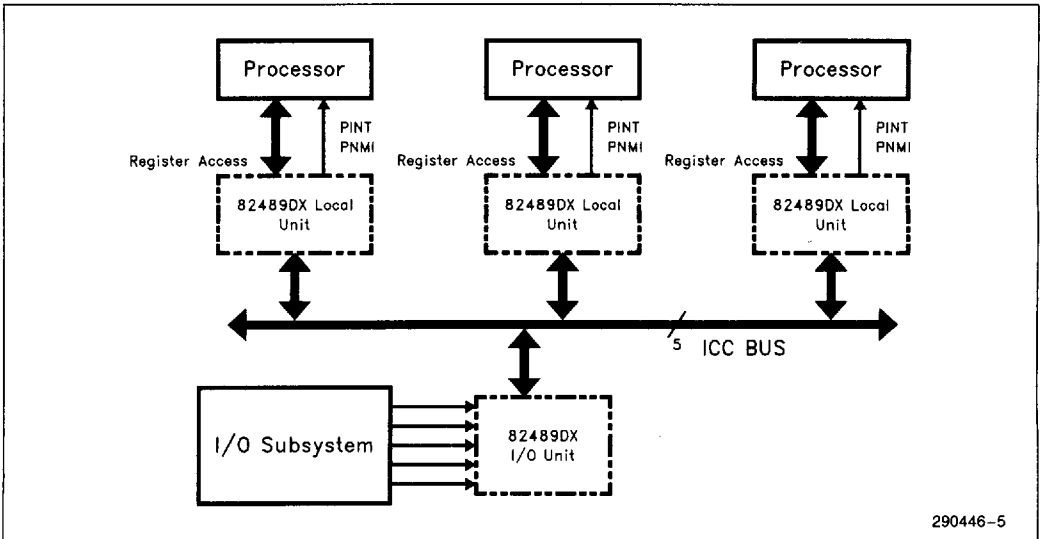 Processor
Processor
Processor
PINT
PNMI
PINT
PNMI
PINT
PNMI
Register Access
Register Access
Register Access
82489DX Local
Unit
82489DX Local
Unit
82489DX Local
Unit
5
ICC BUS
I/O Subsystem
82489DX
I/O Unit
290446-5